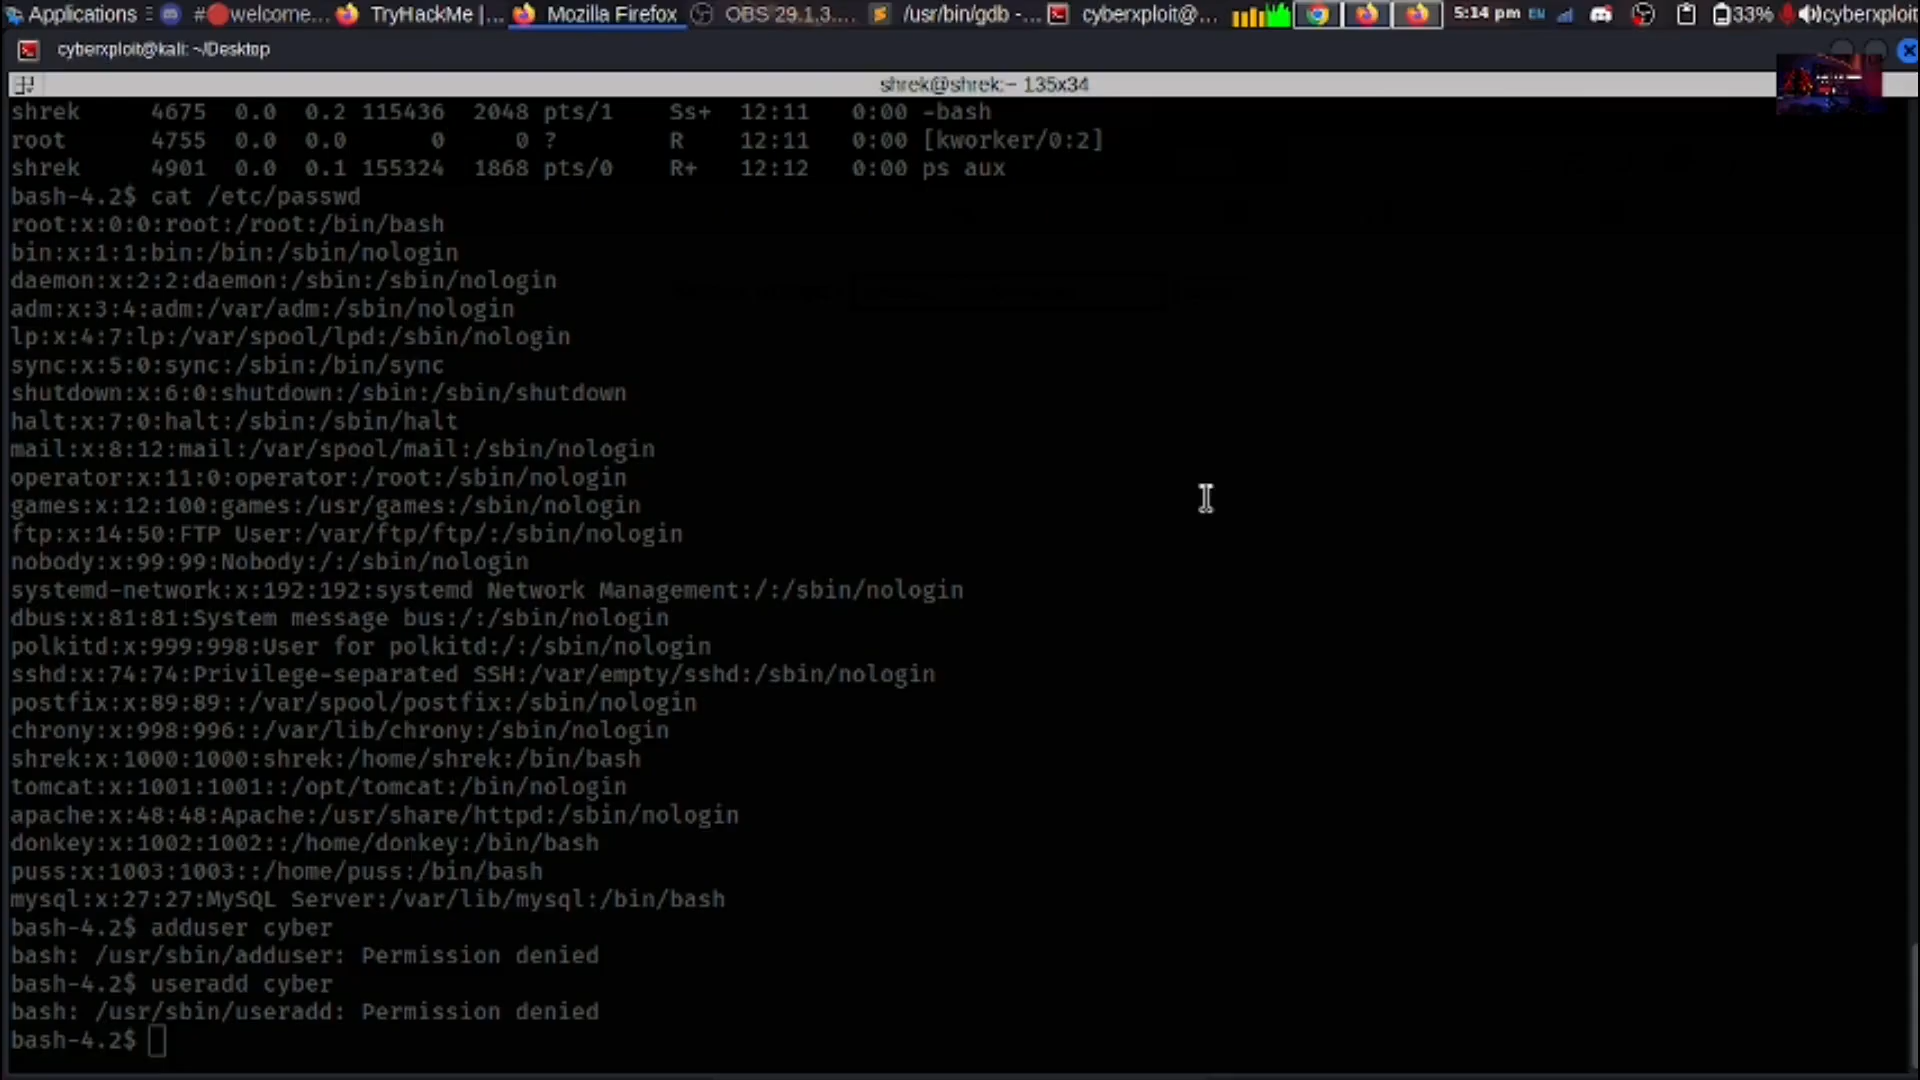 Applications
#🔴welcome...
TryHackMe |...
Mozilla Firefox
OBS 29.1.3....
/usr/bin/gdb -...
cyberxploit@...
5:14 pm EN
33%
cyberxploit
cyberxploit@kali: ~/Desktop
shrek@shrek:~ 135x34
shrek     4675  0.0  0.2 115436  2048 pts/1    Ss+  12:11   0:00 -bash
root      4755  0.0  0.0      0     0 ?        R    12:11   0:00 [kworker/0:2]
shrek     4901  0.0  0.1 155324  1868 pts/0    R+   12:12   0:00 ps aux
bash-4.2$ cat /etc/passwd
root:x:0:0:root:/root:/bin/bash
bin:x:1:1:bin:/bin:/sbin/nologin
daemon:x:2:2:daemon:/sbin:/sbin/nologin
adm:x:3:4:adm:/var/adm:/sbin/nologin
lp:x:4:7:lp:/var/spool/lpd:/sbin/nologin
sync:x:5:0:sync:/sbin:/bin/sync
shutdown:x:6:0:shutdown:/sbin:/sbin/shutdown
halt:x:7:0:halt:/sbin:/sbin/halt
mail:x:8:12:mail:/var/spool/mail:/sbin/nologin
operator:x:11:0:operator:/root:/sbin/nologin
games:x:12:100:games:/usr/games:/sbin/nologin
ftp:x:14:50:FTP User:/var/ftp/ftp/:/sbin/nologin
nobody:x:99:99:Nobody:/:/sbin/nologin
systemd-network:x:192:192:systemd Network Management:/:/sbin/nologin
dbus:x:81:81:System message bus:/:/sbin/nologin
polkitd:x:999:998:User for polkitd:/:/sbin/nologin
sshd:x:74:74:Privilege-separated SSH:/var/empty/sshd:/sbin/nologin
postfix:x:89:89::/var/spool/postfix:/sbin/nologin
chrony:x:998:996::/var/lib/chrony:/sbin/nologin
shrek:x:1000:1000:shrek:/home/shrek:/bin/bash
tomcat:x:1001:1001::/opt/tomcat:/bin/nologin
apache:x:48:48:Apache:/usr/share/httpd:/sbin/nologin
donkey:x:1002:1002::/home/donkey:/bin/bash
puss:x:1003:1003::/home/puss:/bin/bash
mysql:x:27:27:MySQL Server:/var/lib/mysql:/bin/bash
bash-4.2$ adduser cyber
bash: /usr/sbin/adduser: Permission denied
bash-4.2$ useradd cyber
bash: /usr/sbin/useradd: Permission denied
bash-4.2$